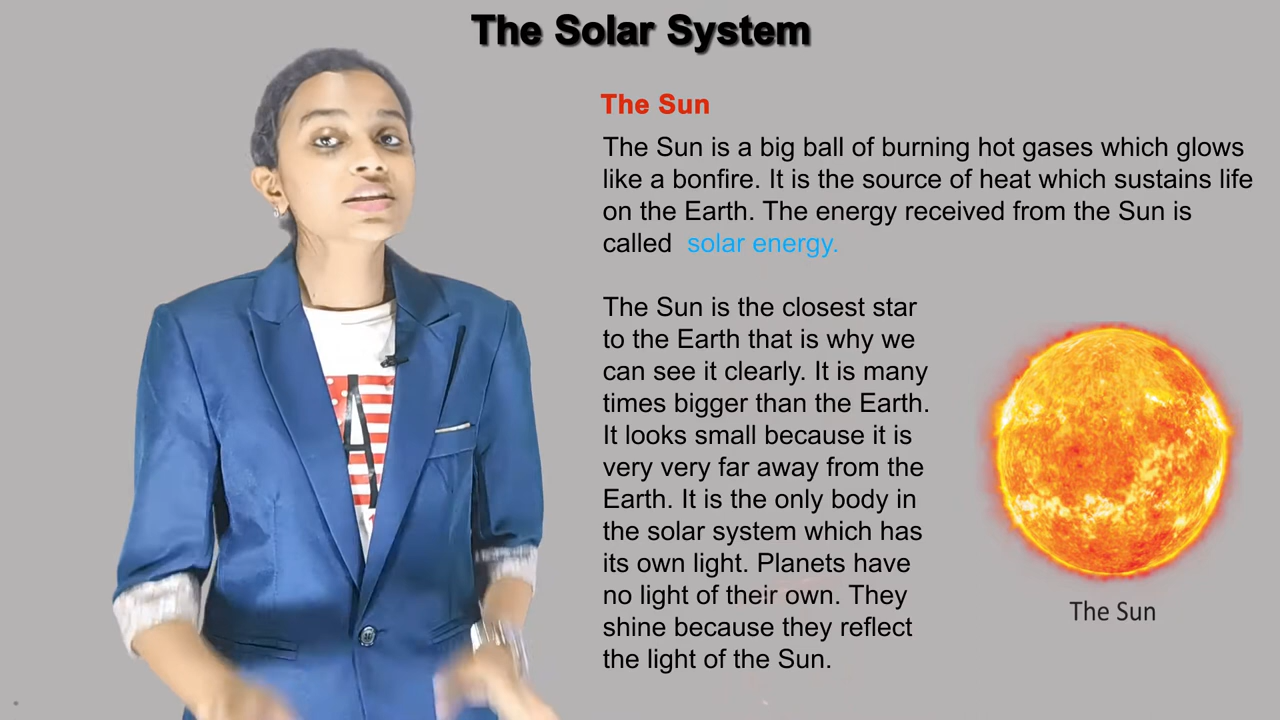 The Solar System
The Sun
The Sun is a big ball of burning hot gases which glows
like a bonfire. It is the source of heat which sustains life
on the Earth. The energy received from the Sun is
called solar energy.
The Sun is the closest star
to the Earth that is why we
can see it clearly. It is many
times bigger than the Earth.
It looks small because it is
very very far away from the
Earth. It is the only body in
the solar system which has
its own light. Planets have
no light of their own. They
shine because they reflect
the light of the Sun.
The Sun
A